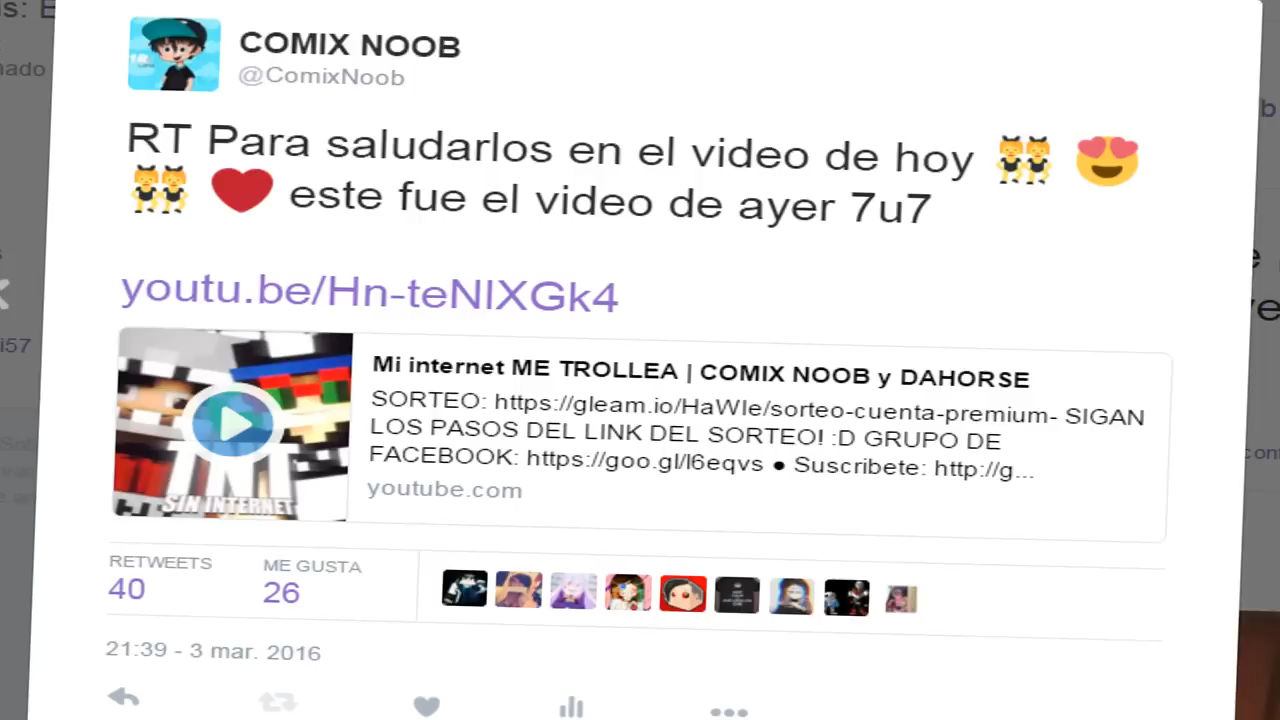 COMIX NOOB
@ComixNoob
RT Para saludarlos en el video de hoy 👯 😍
👯 ❤ este fue el video de ayer 7u7
youtu.be/Hn-teNlXGk4
Mi internet ME TROLLEA | COMIX NOOB y DAHORSE
SORTEO: https://gleam.io/HaWIe/sorteo-cuenta-premium- SIGAN
LOS PASOS DEL LINK DEL SORTEO! :D GRUPO DE
FACEBOOK: https://goo.gl/l6eqvs ● Suscribete: http://g...
youtube.com
SIN INTERNET
RETWEETS
ME GUSTA
40
26
21:39 - 3 mar. 2016